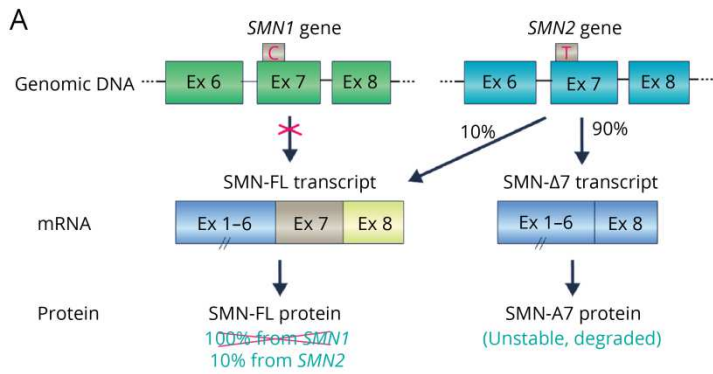 A
SMN1 gene
SMN2 gene
C
T
Genomic DNA
Ex 6
Ex 7
Ex 8
Ex 6
Ex 7
Ex 8
10%
90%
SMN-FL transcript
SMN-Δ7 transcript
mRNA
Ex 1–6
Ex 7
Ex 8
Ex 1–6
Ex 8
Protein
SMN-FL protein
SMN-A7 protein
100% from SMN1
(Unstable, degraded)
10% from SMN2